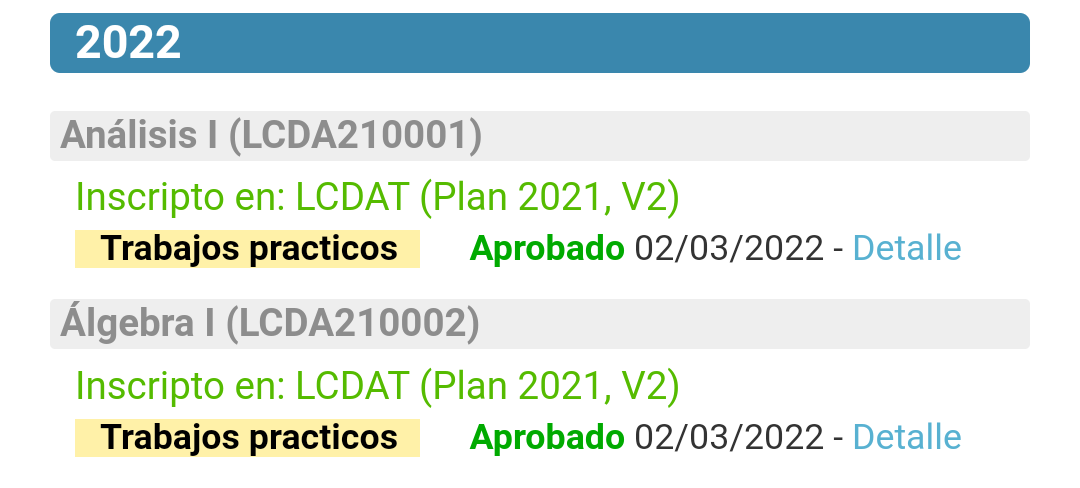 2022
Análisis I (LCDA210001)
Inscripto en: LCDAT (Plan 2021, V2)
Trabajos practicos Aprobado 02/03/2022 - Detalle
Álgebra I (LCDA210002)
Inscripto en: LCDAT (Plan 2021, V2)
Trabajos practicos Aprobado 02/03/2022 - Detalle